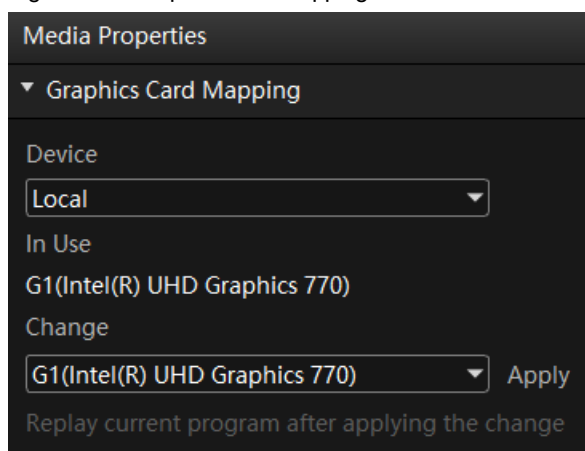 Media Properties
Graphics Card Mapping
Device
Local
In Use
G1(Intel(R) UHD Graphics 770)
Change
G1(Intel(R) UHD Graphics 770) Apply
Replay current program after applying the change